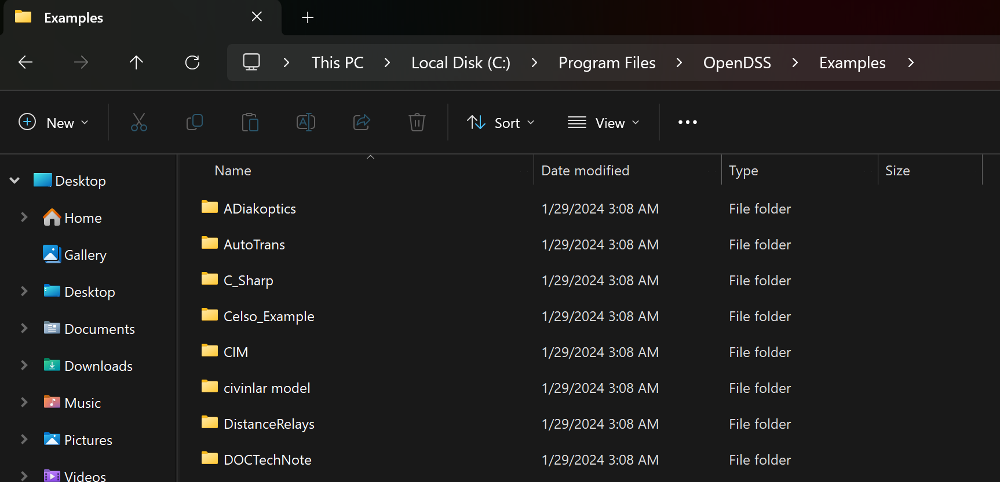 Examples
This PC Local Disk (C:) Program Files OpenDSS Examples
New Sort View
Name Date modified Type Size
Desktop
Home
Gallery
Desktop
Documents
Downloads
Music
Pictures
Videos
ADiakoptics 1/29/2024 3:08 AM File folder
AutoTrans 1/29/2024 3:08 AM File folder
C_Sharp 1/29/2024 3:08 AM File folder
Celso_Example 1/29/2024 3:08 AM File folder
CIM 1/29/2024 3:08 AM File folder
civinlar model 1/29/2024 3:08 AM File folder
DistanceRelays 1/29/2024 3:08 AM File folder
DOCTechNote 1/29/2024 3:08 AM File folder